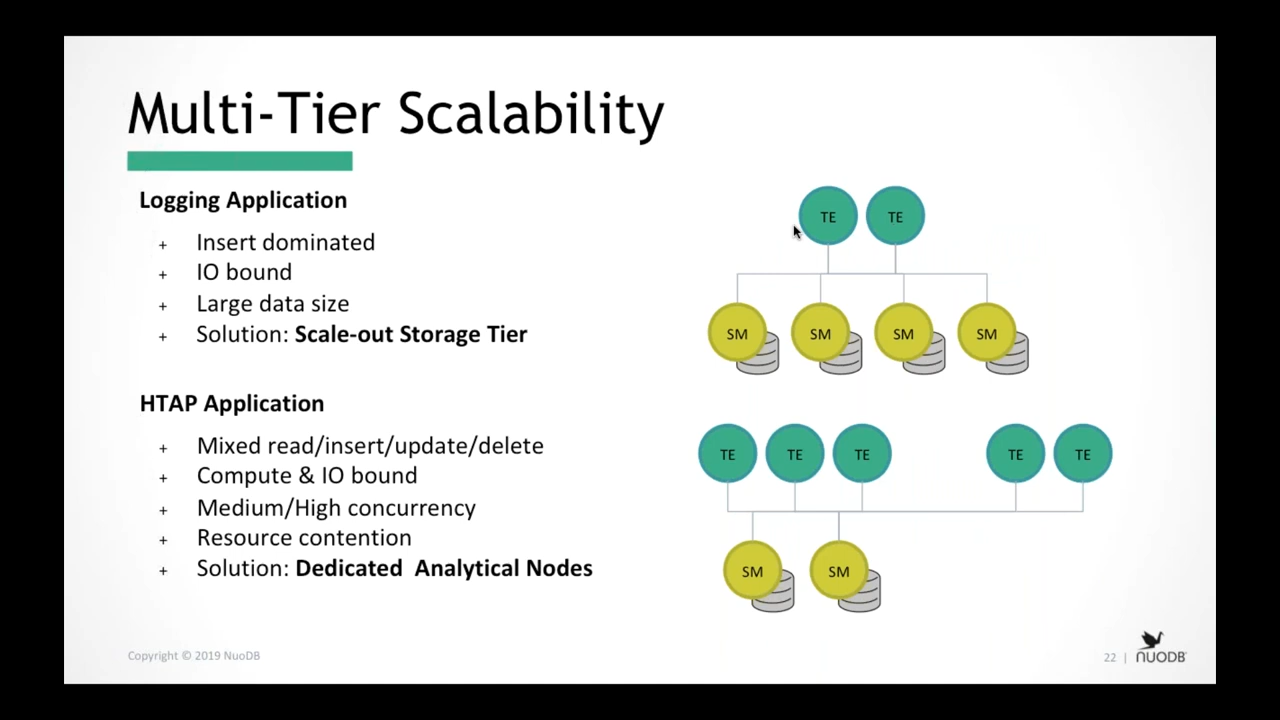 Multi-Tier Scalability
Logging Application
+ Insert dominated
+ IO bound
+ Large data size
+ Solution: Scale-out Storage Tier
TE TE
SM SM SM SM
HTAP Application
+ Mixed read/insert/update/delete
+ Compute & IO bound
+ Medium/High concurrency
+ Resource contention
+ Solution: Dedicated Analytical Nodes
TE TE TE TE TE
SM SM
Copyright © 2019 NuoDB
22 | NUODB